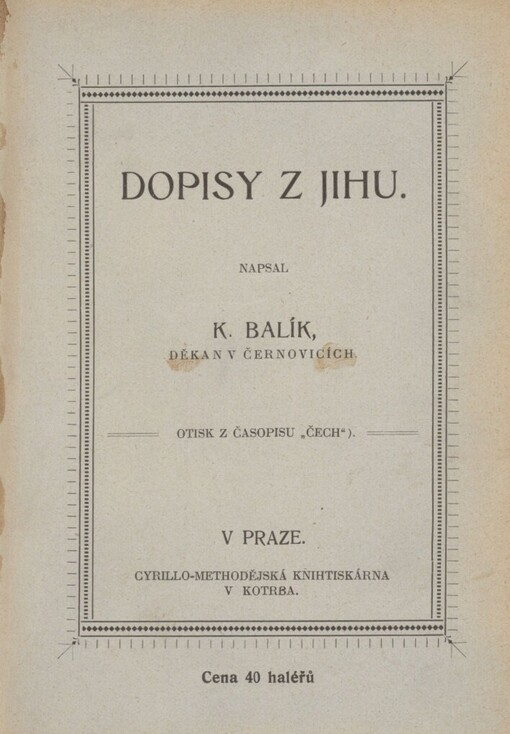 DOPISY Z JIHU.
NAPSAL
K. BALÍK,
DĚKAN V ČERNOVICÍCH
OTISK Z ČASOPISU „ČECH“).
V PRAZE.
CYRILLO-METHODĚJSKÁ KNIHTISKÁRNA
V KOTRBA.
Cena 40 haléřů